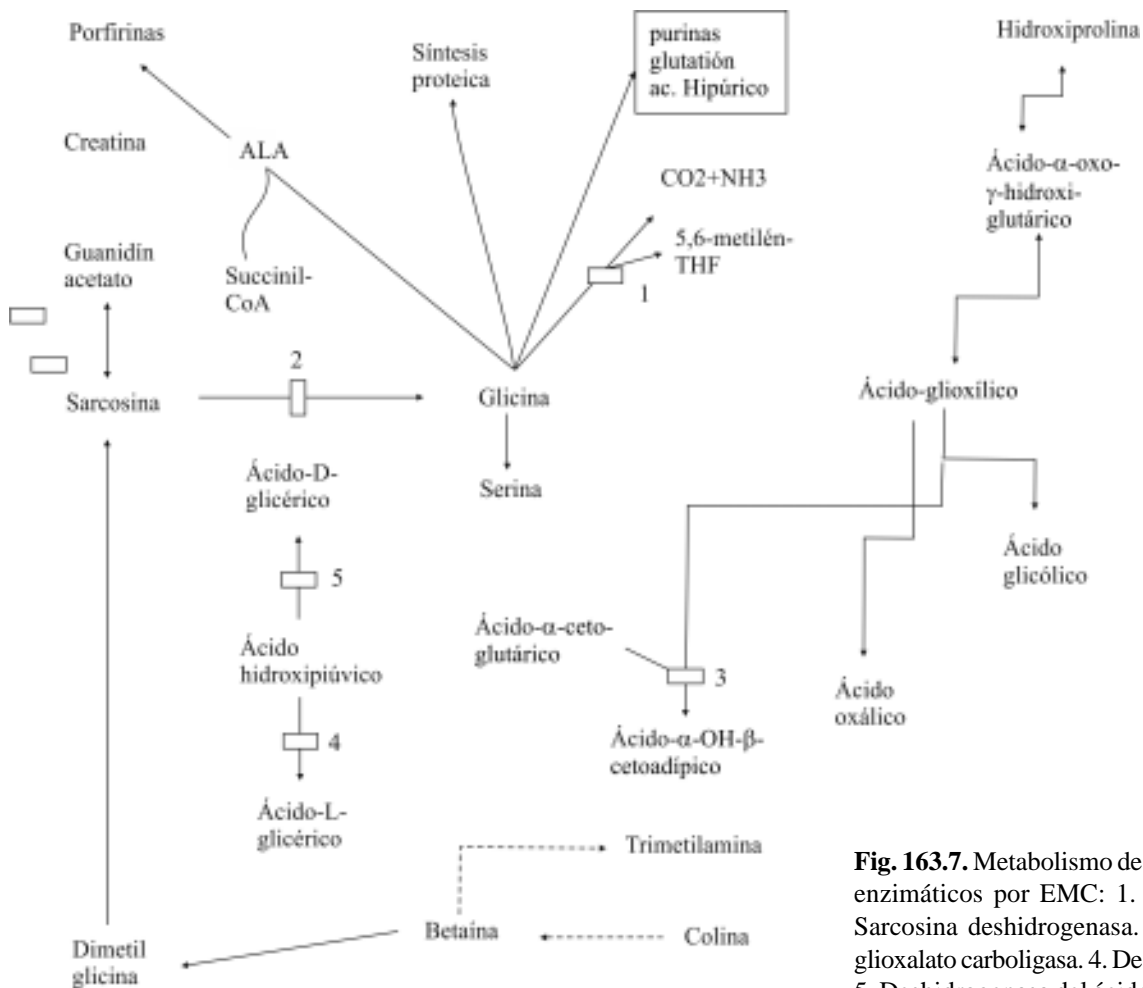 Porfirinas
Síntesis
proteica
purinas
glutatión
ac. Hipúrico
Hidroxiprolina
Creatina
ALA
CO2+NH3
Ácido-α-oxo-
γ-hidroxi-
glutárico
Guanidín
acetato
Succinil-
CoA
5,6-metilén-
THF
1
2
Sarcosina
Glicina
Ácido-glioxílico
Ácido-D-
glicérico
Serina
5
Ácido
glicólico
Ácido
hidroxipiúvico
Ácido-α-ceto-
glutárico
3
Ácido
oxálico
4
Ácido-α-OH-β-
cetoadípico
Ácido-L-
glicérico
Trimetilamina
Betaína
Colina
Dimetil
glicina
Fig. 163.7. Metabolismo de
enzimáticos por EMC: 1.
Sarcosina deshidrogenasa.
glioxalato carboligasa. 4. De